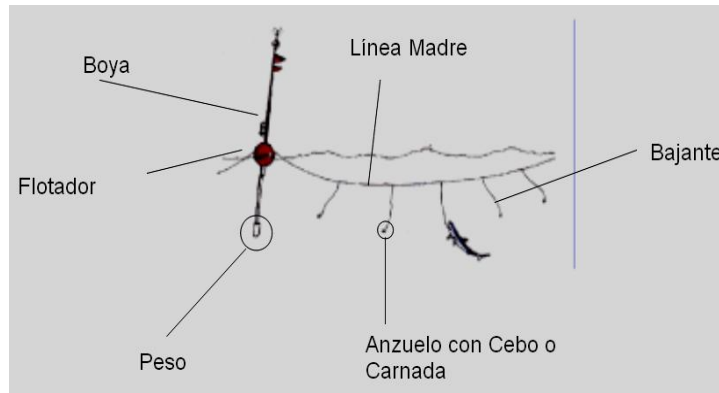 Línea Madre
Boya
Bajante
Flotador
Peso
Anzuelo con Cebo o
Carnada